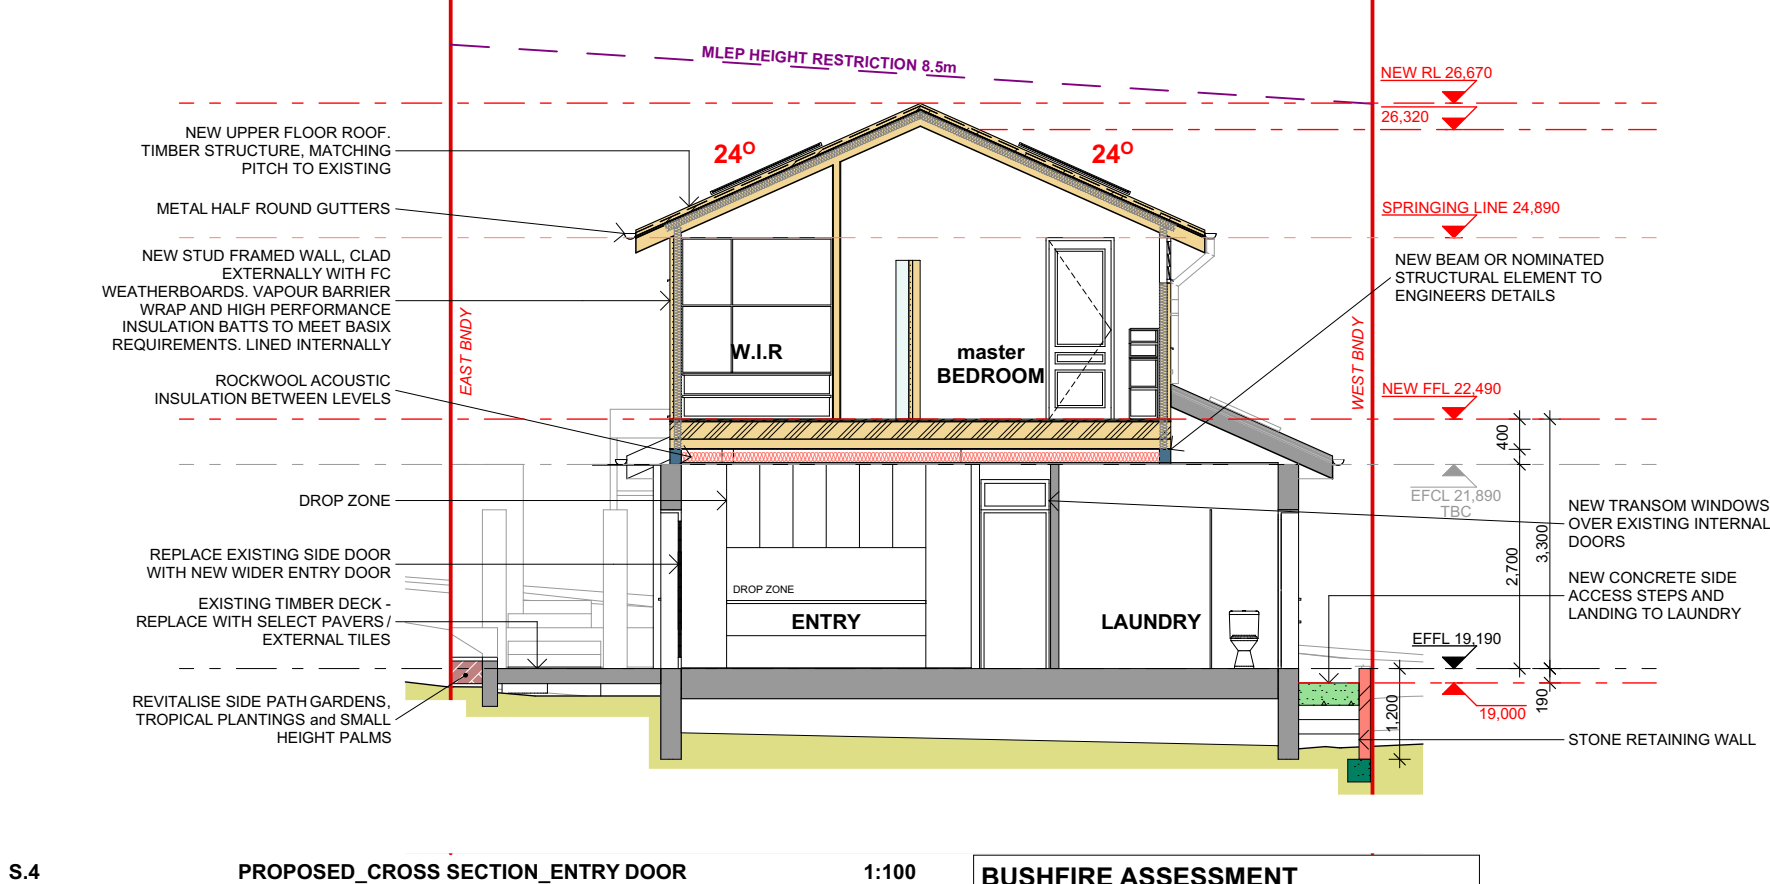 MLEP HEIGHT RESTRICTION 8.5m
NEW RL 26,670
26,320
24O
24O
NEW UPPER FLOOR ROOF.
TIMBER STRUCTURE, MATCHING
PITCH TO EXISTING
METAL HALF ROUND GUTTERS
SPRINGING LINE 24,890
NEW STUD FRAMED WALL, CLAD
EXTERNALLY WITH FC
WEATHERBOARDS. VAPOUR BARRIER
WRAP AND HIGH PERFORMANCE
INSULATION BATTS TO MEET BASIX
REQUIREMENTS. LINED INTERNALLY
NEW BEAM OR NOMINATED
STRUCTURAL ELEMENT TO
ENGINEERS DETAILS
EAST BNDY
WEST BNDY
W.I.R
master
BEDROOM
ROCKWOOL ACOUSTIC
INSULATION BETWEEN LEVELS
NEW FFL 22,490
400
EFCL 21,890
TBC
DROP ZONE
NEW TRANSOM WINDOWS
OVER EXISTING INTERNAL
DOORS
2,700
3,300
REPLACE EXISTING SIDE DOOR
WITH NEW WIDER ENTRY DOOR
DROP ZONE
NEW CONCRETE SIDE
ACCESS STEPS AND
LANDING TO LAUNDRY
EXISTING TIMBER DECK -
REPLACE WITH SELECT PAVERS /
EXTERNAL TILES
ENTRY
LAUNDRY
EFFL 19,190
REVITALISE SIDE PATH GARDENS,
TROPICAL PLANTINGS and SMALL
HEIGHT PALMS
1,200
19,000
190
STONE RETAINING WALL
S.4
PROPOSED_CROSS SECTION_ENTRY DOOR
1:100
BUSHFIRE ASSESSMENT